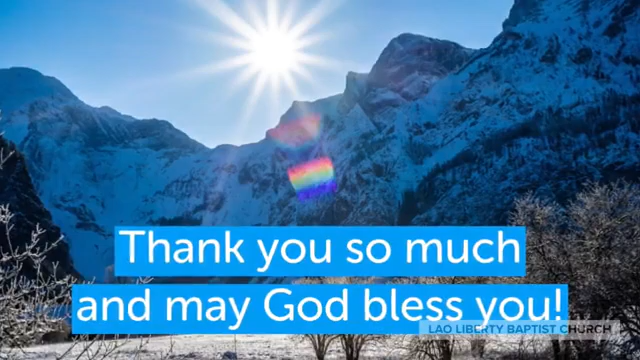 Thank you so much
and may God bless you!
LAO LIBERTY BAPTIST CHURCH